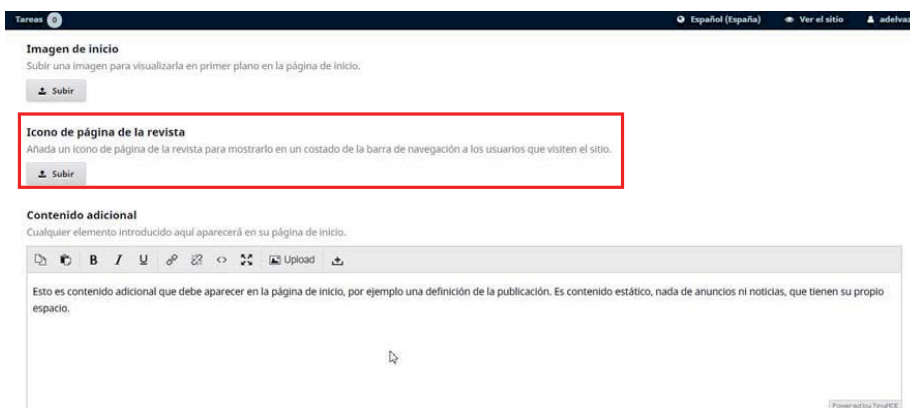 Tareas 0 Español (España) Ver el sitio adelvaz
Imagen de inicio
Subir una imagen para visualizarla en primer plano en la página de inicio.
Subir
Icono de página de la revista
Añada un icono de página de la revista para mostrarlo en un costado de la barra de navegación a los usuarios que visiten el sitio.
Subir
Contenido adicional
Cualquier elemento introducido aquí aparecerá en su página de inicio.
B I U Upload
Esto es contenido adicional que debe aparecer en la página de inicio, por ejemplo una definición de la publicación. Es contenido estático, nada de anuncios ni noticias, que tienen su propio
espacio.
Powered by TinyMCE